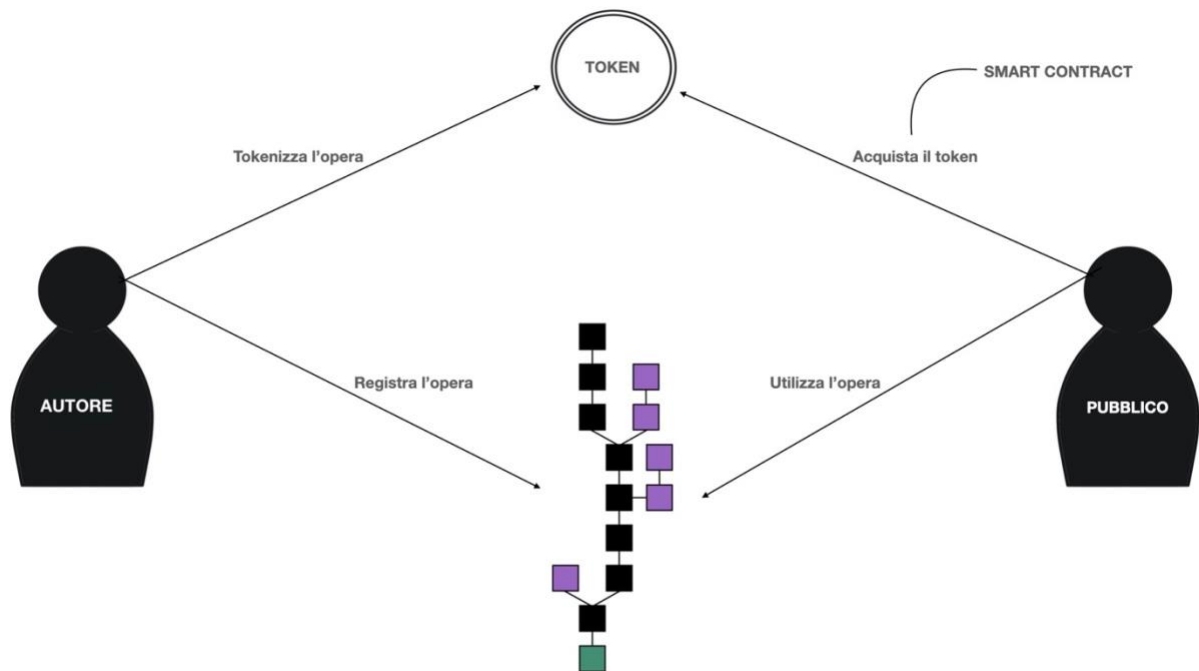 TOKEN
SMART CONTRACT
Tokenizza l'opera
Acquista il token
Registra l'opera
Utilizza l'opera
AUTORE
PUBBLICO